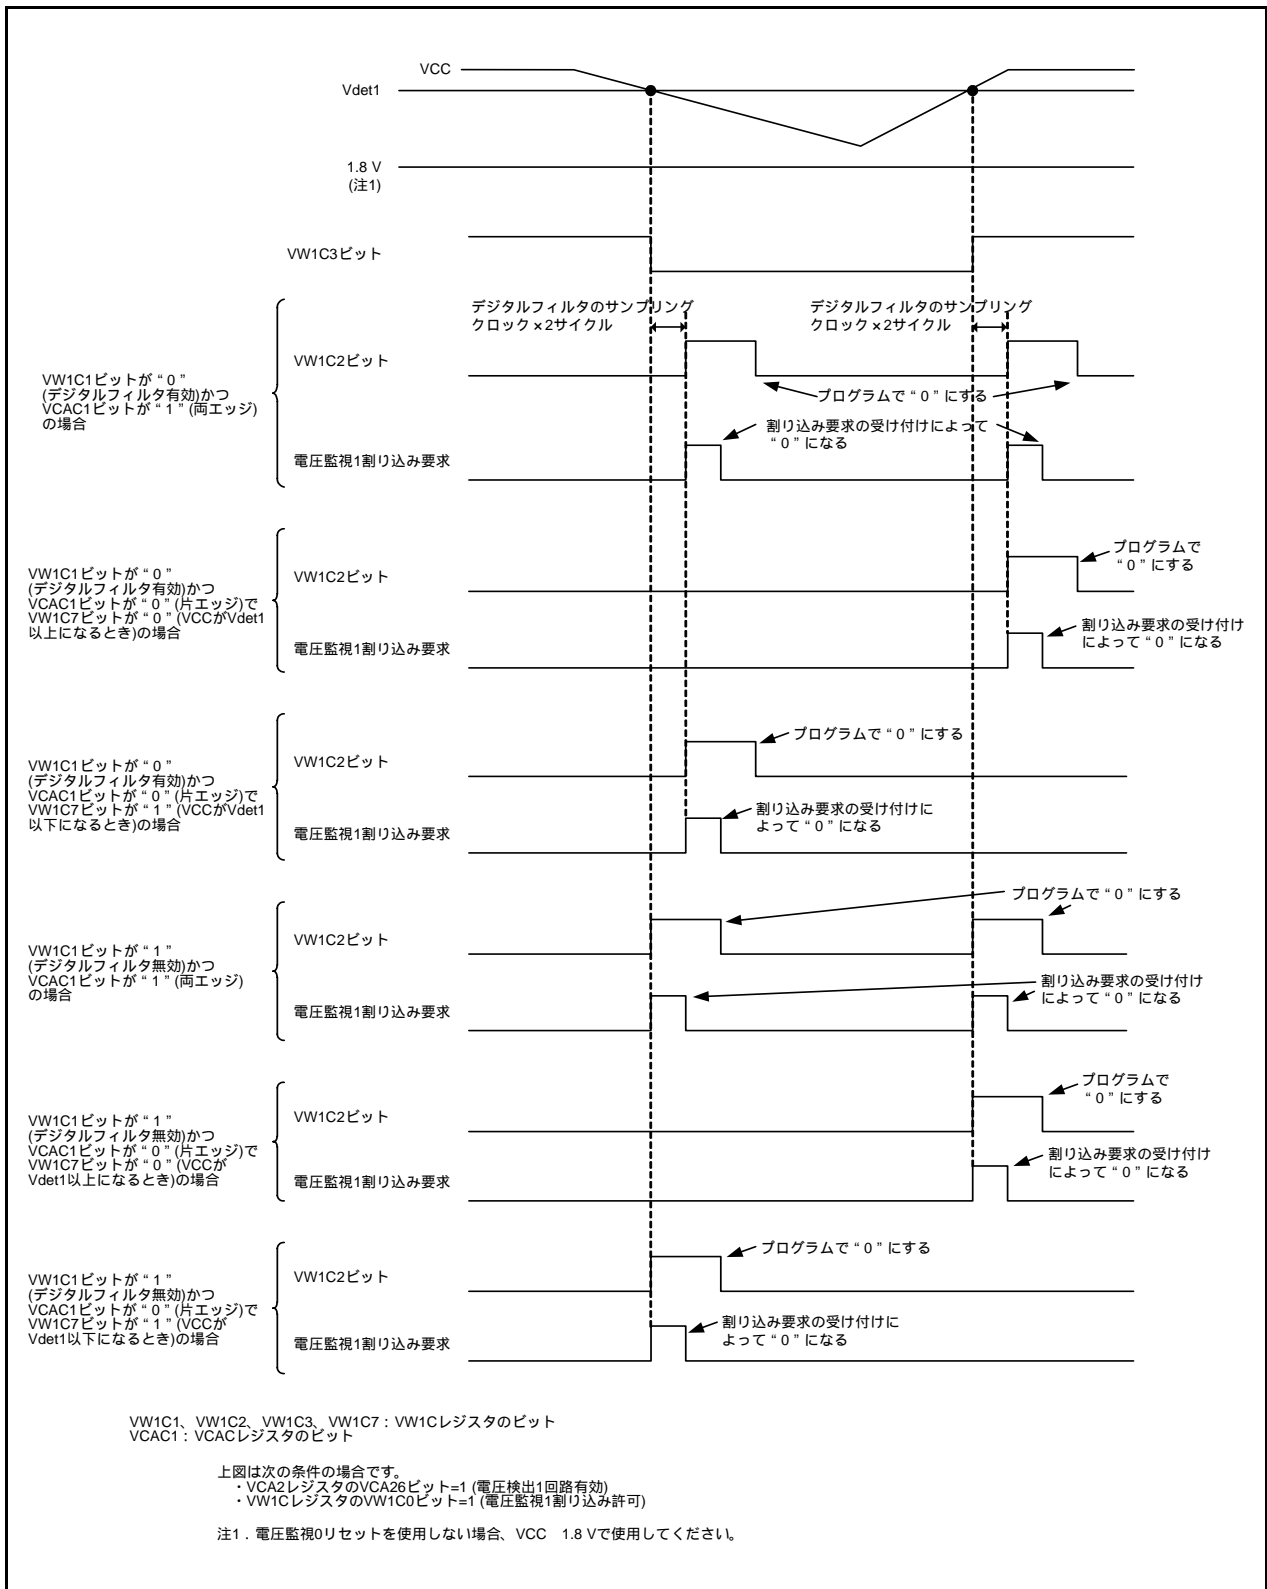 VCC
Vdet1
1.8 V
(注1)
VW1C3ビット
デジタルフィルタのサンプリング
クロック×2サイクル
デジタルフィルタのサンプリング
クロック×2サイクル
VW1C1ビットが“0”
(デジタルフィルタ有効)かつ
VCAC1ビットが“1”(両エッジ)
の場合
VW1C2ビット
プログラムで“0”にする
割り込み要求の受け付けによって
“0”になる
電圧監視1割り込み要求
VW1C1ビットが“0”
(デジタルフィルタ有効)かつ
VCAC1ビットが“0”(片エッジ)で
VW1C7ビットが“0”(VCCがVdet1
以上になるとき)の場合
VW1C2ビット
プログラムで
“0”にする
電圧監視1割り込み要求
割り込み要求の受け付け
によって“0”になる
VW1C1ビットが“0”
(デジタルフィルタ有効)かつ
VCAC1ビットが“0”(片エッジ)で
VW1C7ビットが“1”(VCCがVdet1
以下になるとき)の場合
VW1C2ビット
プログラムで“0”にする
電圧監視1割り込み要求
割り込み要求の受け付けに
よって“0”になる
VW1C1ビットが“1”
(デジタルフィルタ無効)かつ
VCAC1ビットが“1”(両エッジ)
の場合
VW1C2ビット
プログラムで“0”にする
電圧監視1割り込み要求
割り込み要求の受け付け
によって“0”になる
VW1C1ビットが“1”
(デジタルフィルタ無効)かつ
VCAC1ビットが“0”(片エッジ)で
VW1C7ビットが“0”(VCCが
Vdet1以上になるとき)の場合
VW1C2ビット
プログラムで
“0”にする
電圧監視1割り込み要求
割り込み要求の受け付け
によって“0”になる
VW1C1ビットが“1”
(デジタルフィルタ無効)かつ
VCAC1ビットが“0”(片エッジ)で
VW1C7ビットが“1”(VCCが
Vdet1以下になるとき)の場合
VW1C2ビット
プログラムで“0”にする
電圧監視1割り込み要求
割り込み要求の受け付けに
よって“0”になる
VW1C1、VW1C2、VW1C3、VW1C7：VW1Cレジスタのビット
VCAC1：VCACレジスタのビット
上図は次の条件の場合です。
・VCA2レジスタのVCA26ビット=1 (電圧検出1回路有効)
・VW1CレジスタのVW1C0ビット=1 (電圧監視1割り込み許可)
注1．電圧監視0リセットを使用しない場合、VCC　1.8 Vで使用してください。